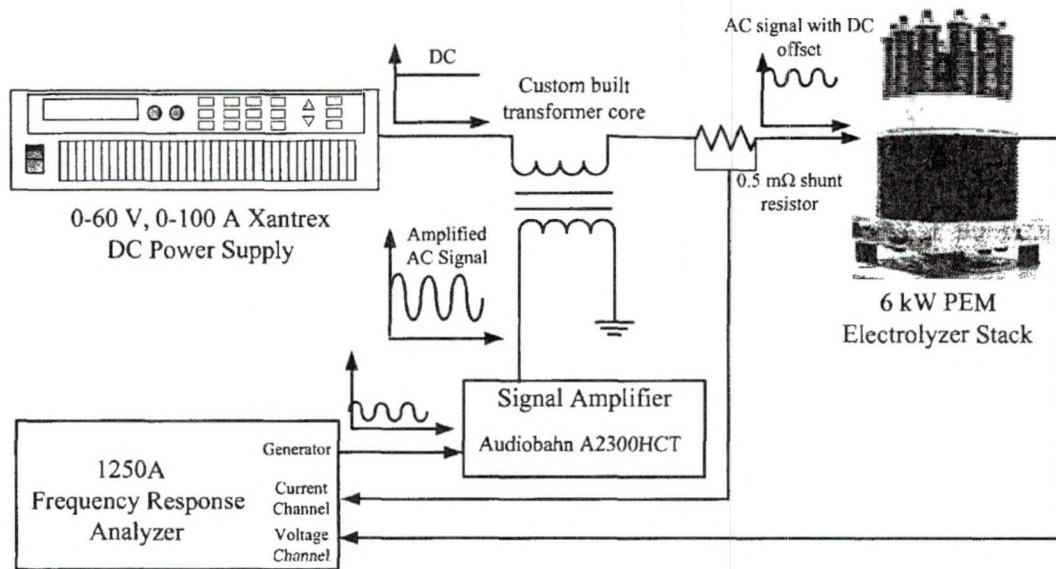 DC
Custom built
transformer core
AC signal with DC
offset
0-60 V, 0-100 A Xantrex
DC Power Supply
0.5 mΩ shunt
resistor
Amplified
AC Signal
6 kW PEM
Electrolyzer Stack
Signal Amplifier
Audiobahn A2300HCT
1250A
Frequency Response
Analyzer
Generator
Current
Channel
Voltage
Channel